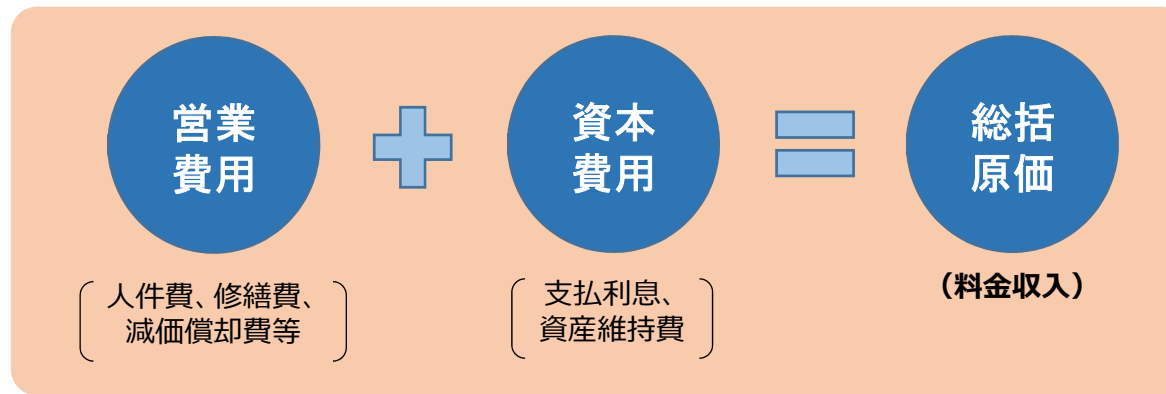 営業
費用
資本
費用
総括
原価
人件費、修繕費、
減価償却費等
支払利息、
資産維持費
（料金収入）